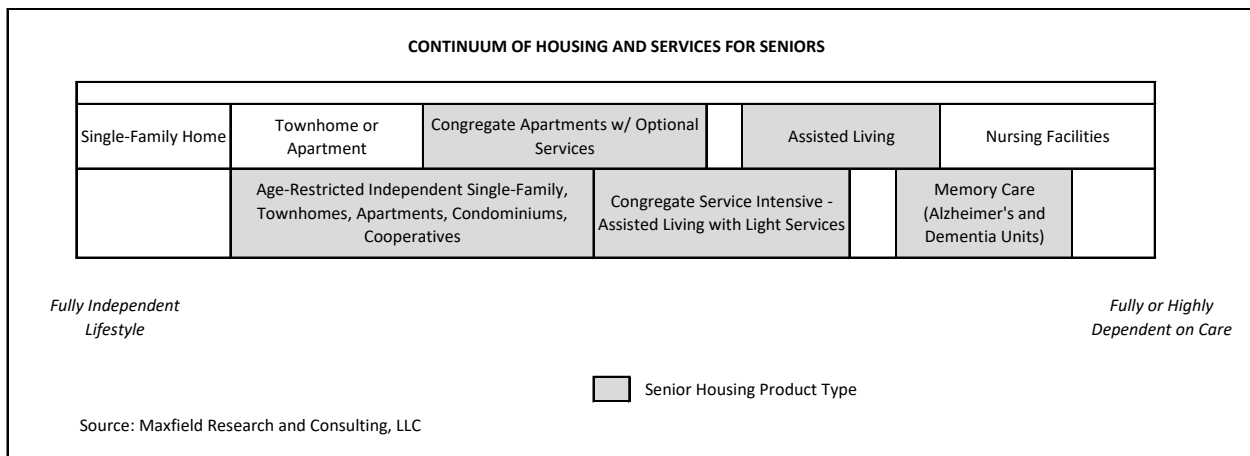 CONTINUUM OF HOUSING AND SERVICES FOR SENIORS
Single-Family Home
Townhome or
Apartment
Congregate Apartments w/ Optional
Services
Assisted Living
Nursing Facilities
Age-Restricted Independent Single-Family,
Townhomes, Apartments, Condominiums,
Cooperatives
Congregate Service Intensive -
Assisted Living with Light Services
Memory Care
(Alzheimer's and
Dementia Units)
Fully Independent
Lifestyle
Fully or Highly
Dependent on Care
Senior Housing Product Type
Source: Maxfield Research and Consulting, LLC